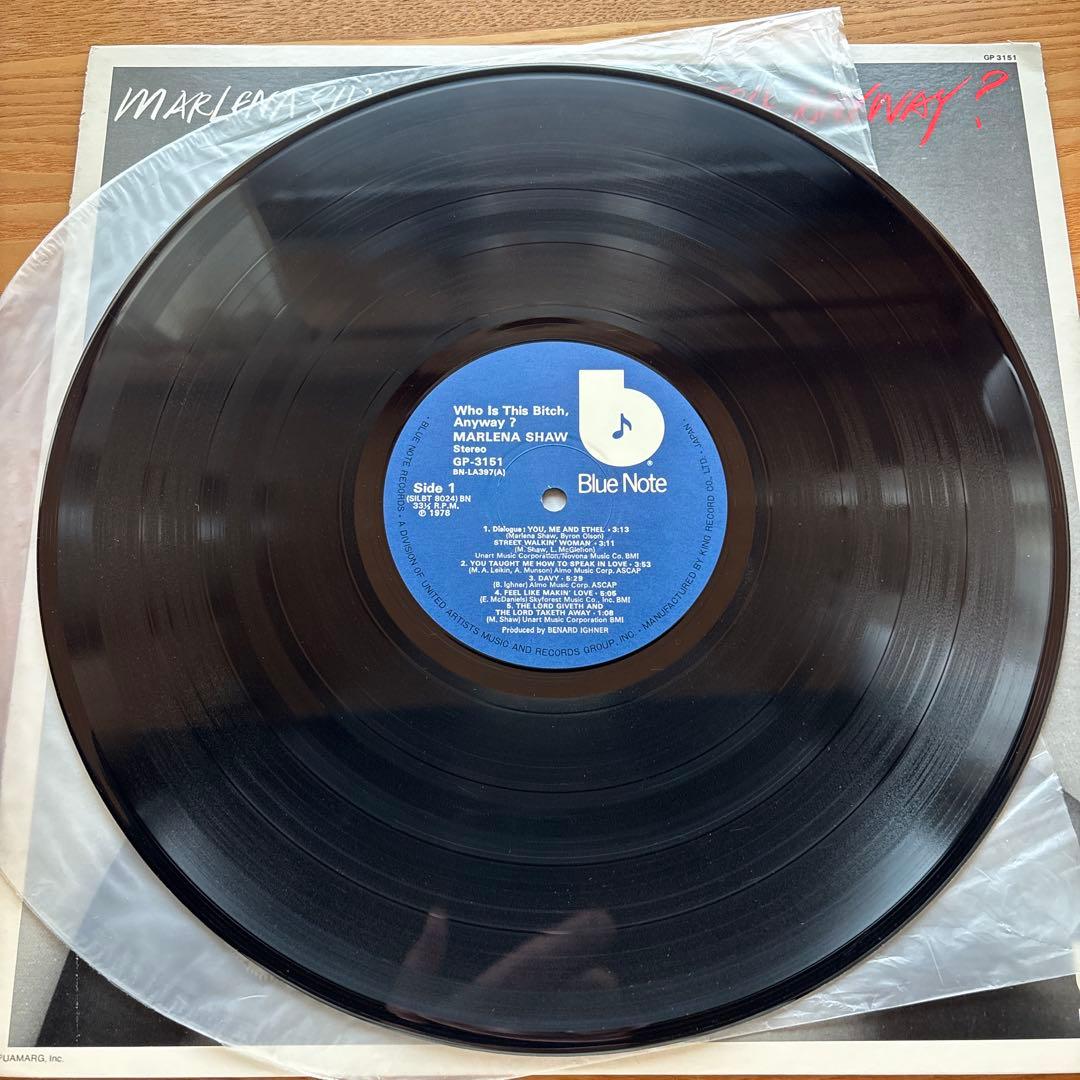 GP 3151
MARLENA
ANYWAY?
Who Is This Bitch,
Anyway ?
MARLENA SHAW
Stereo
GP-3151
BN-LA397(A)
Side 1
(SILBT 8024) BN
33⅓ R.P.M.
℗ 1978
b
®
Blue Note
1. Dialogue: YOU, ME AND ETHEL • 3:13
(Marlena Shaw, Byron Olson)
STREET WALKIN' WOMAN • 3:11
(M. Shaw, L. McGlehon)
Unart Music Corporation/Novona Music Co. BMI
2. YOU TAUGHT ME HOW TO SPEAK IN LOVE • 3:53
(M. A. Leikin, A. Munson) Almo Music Corp. ASCAP
3. DAVY • 5:29
(B. Ighner) Almo Music Corp. ASCAP
4. FEEL LIKE MAKIN' LOVE • 5:05
(E. McDaniels) Skyforest Music Co., Inc. BMI
5. THE LORD GIVETH AND
THE LORD TAKETH AWAY • 1:08
(M. Shaw) Unart Music Corporation BMI
Produced by BENARD IGHNER
• BLUE NOTE RECORDS • A DIVISION OF UNITED ARTISTS MUSIC AND RECORDS GROUP, INC. • MANUFACTURED BY KING RECORD CO., LTD. • JAPAN •
PUAMARG, Inc.